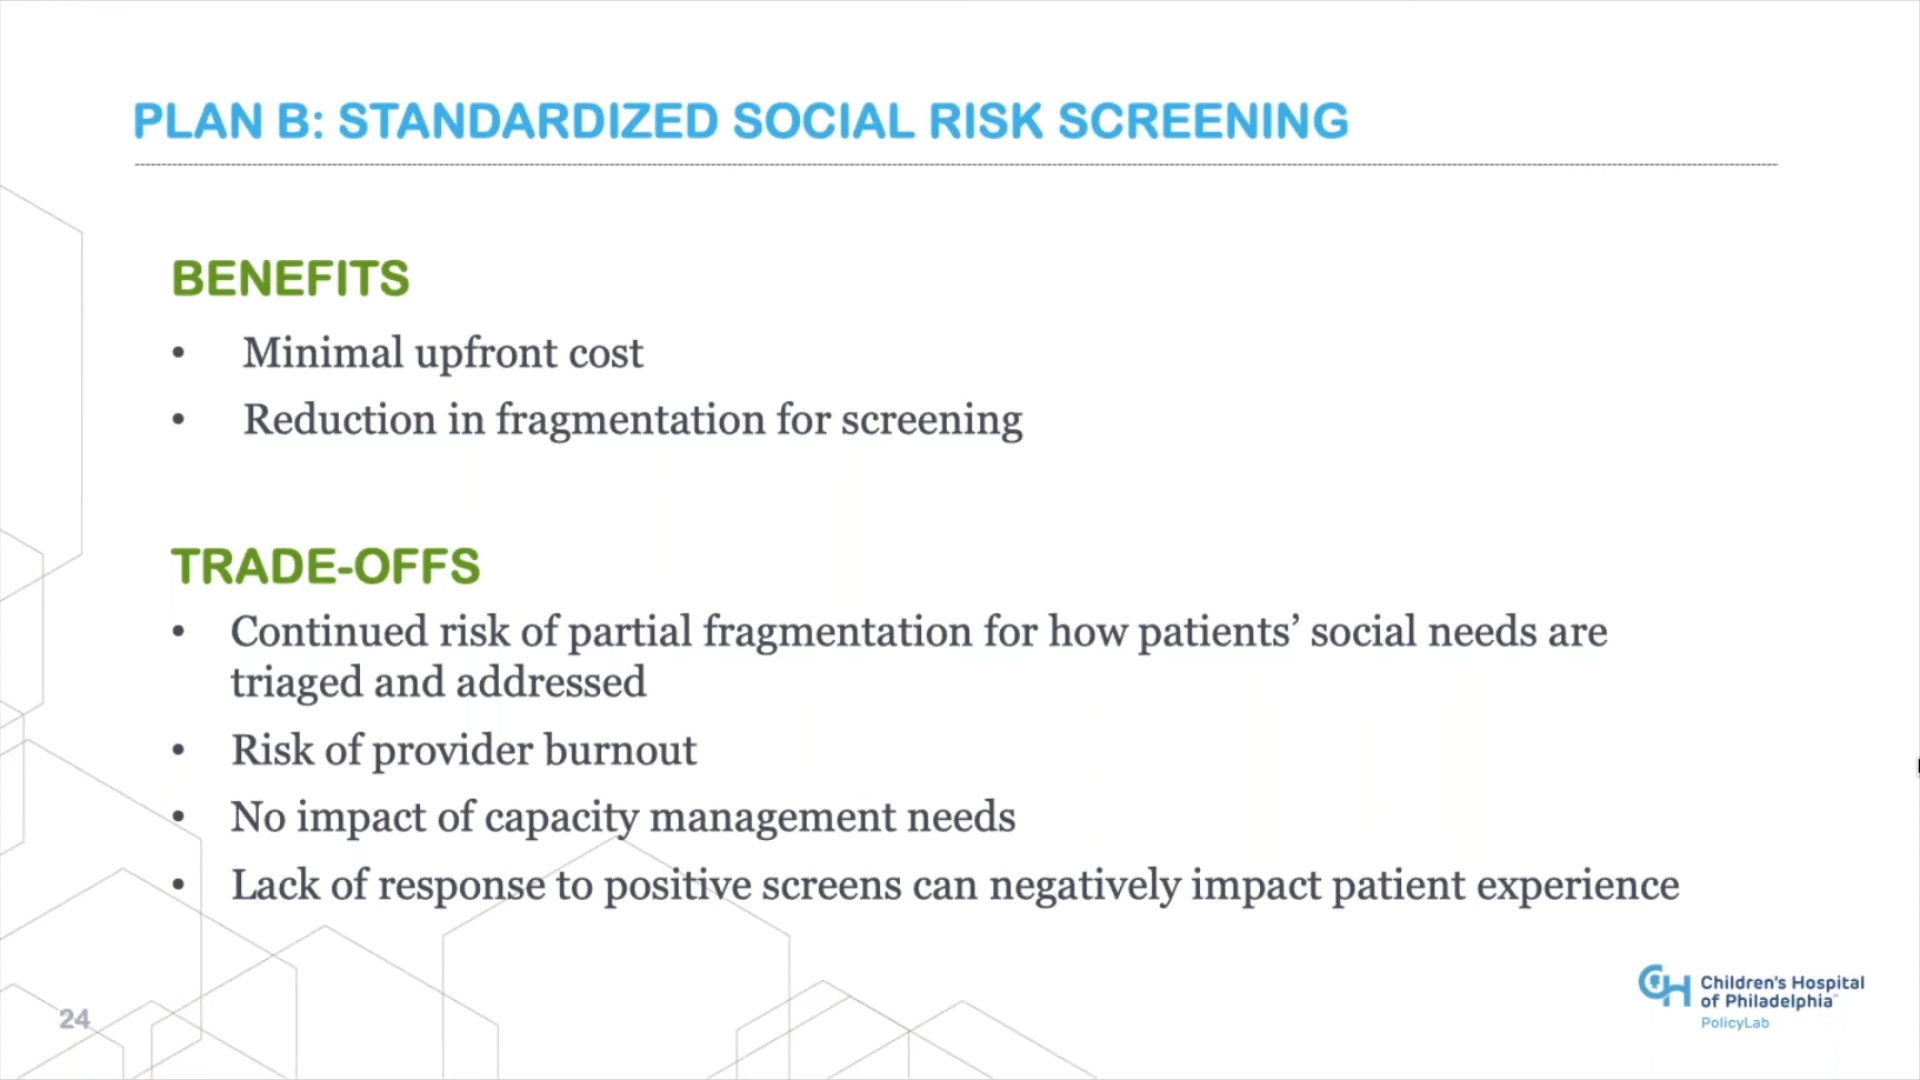 PLAN B: STANDARDIZED SOCIAL RISK SCREENING
BENEFITS
• Minimal upfront cost
• Reduction in fragmentation for screening
TRADE-OFFS
• Continued risk of partial fragmentation for how patients’ social needs are
triaged and addressed
• Risk of provider burnout
• No impact of capacity management needs
• Lack of response to positive screens can negatively impact patient experience
24
Children's Hospital
of Philadelphia™
PolicyLab